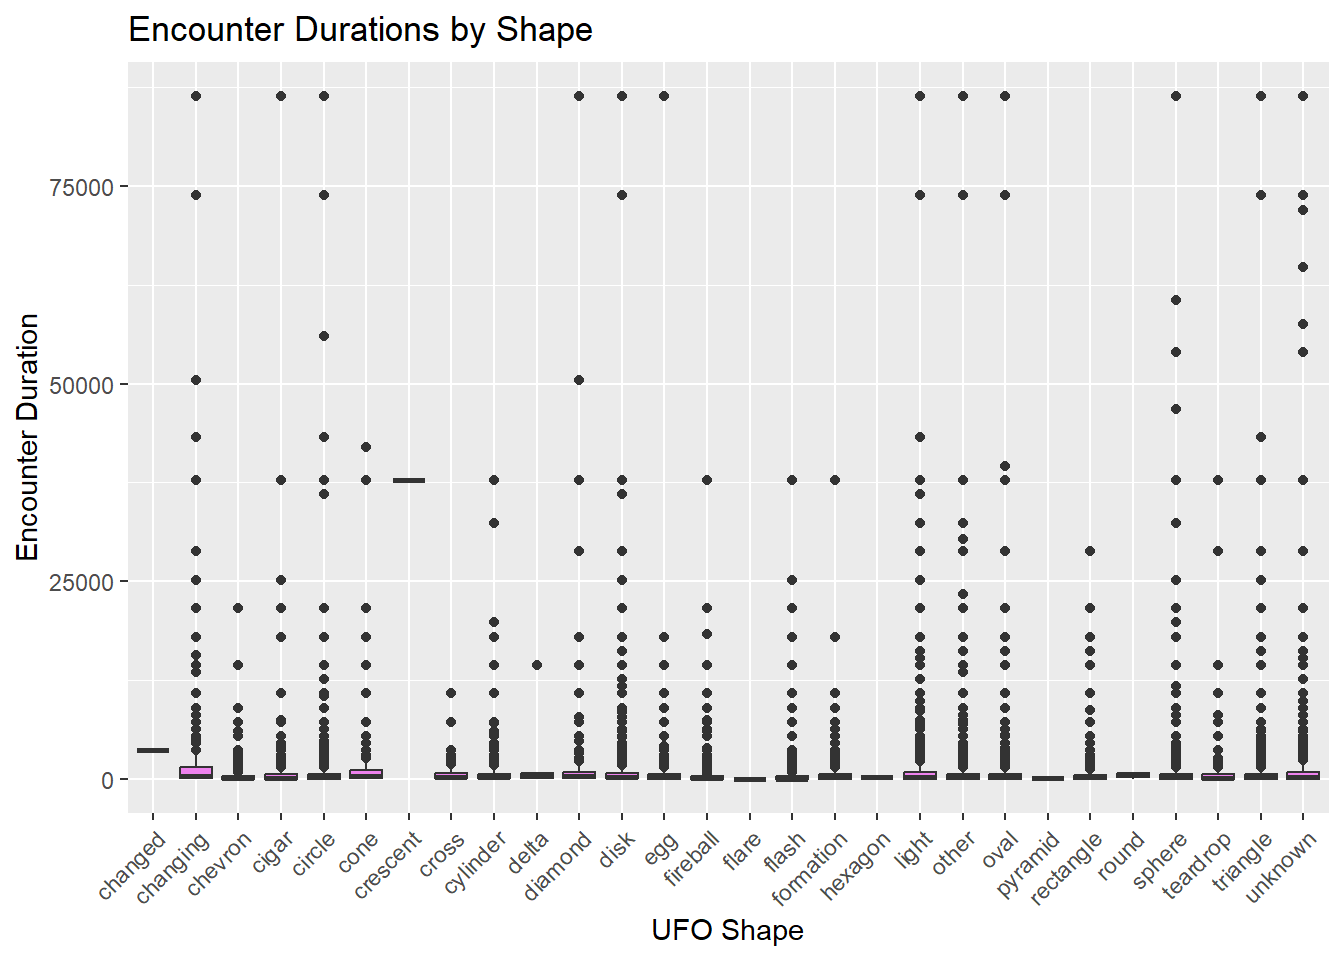 Encounter Durations by Shape
Encounter Duration
75000
50000
25000
0
changed
changing
chevron
cigar
circle
cone
crescent
cross
cylinder
delta
diamond
disk
egg
fireball
flare
flash
formation
hexagon
light
other
oval
pyramid
rectangle
round
sphere
teardrop
triangle
unknown
UFO Shape